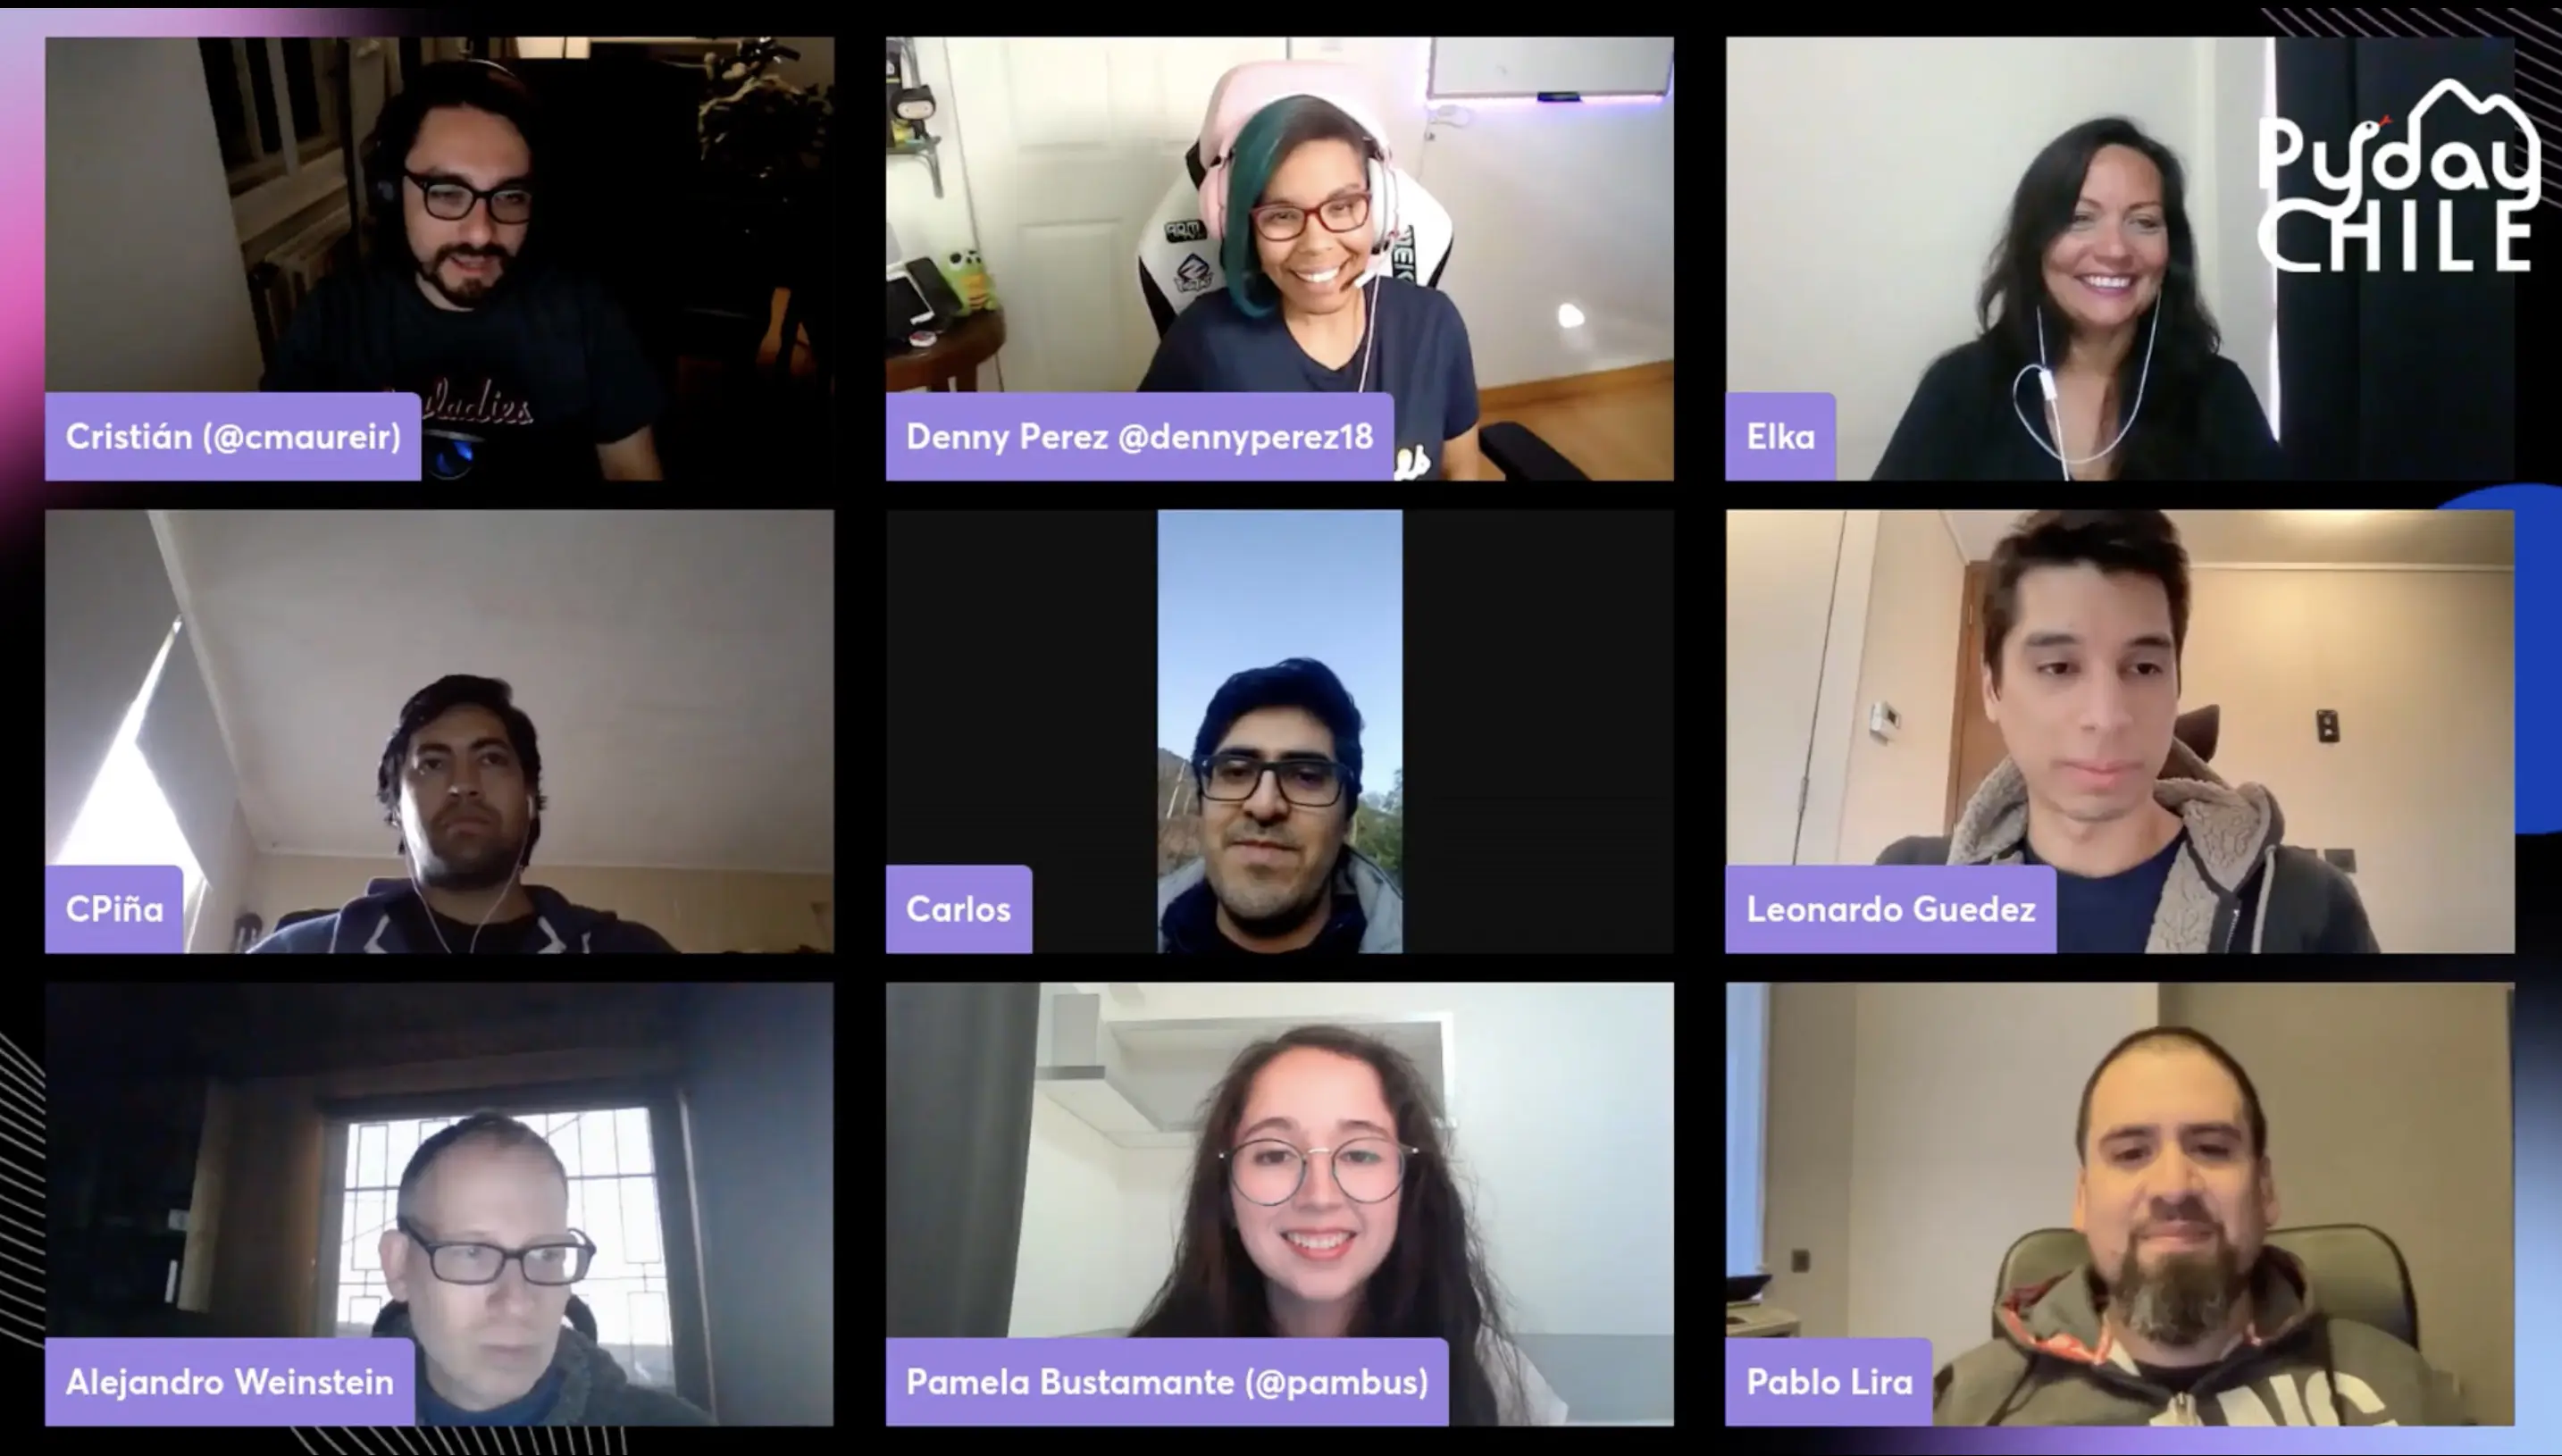 Pyday
CHILE
Cristián (@cmaureir)
Denny Perez @dennyperez18
Elka
CPiña
Carlos
Leonardo Guedez
Alejandro Weinstein
Pamela Bustamante (@pambus)
Pablo Lira